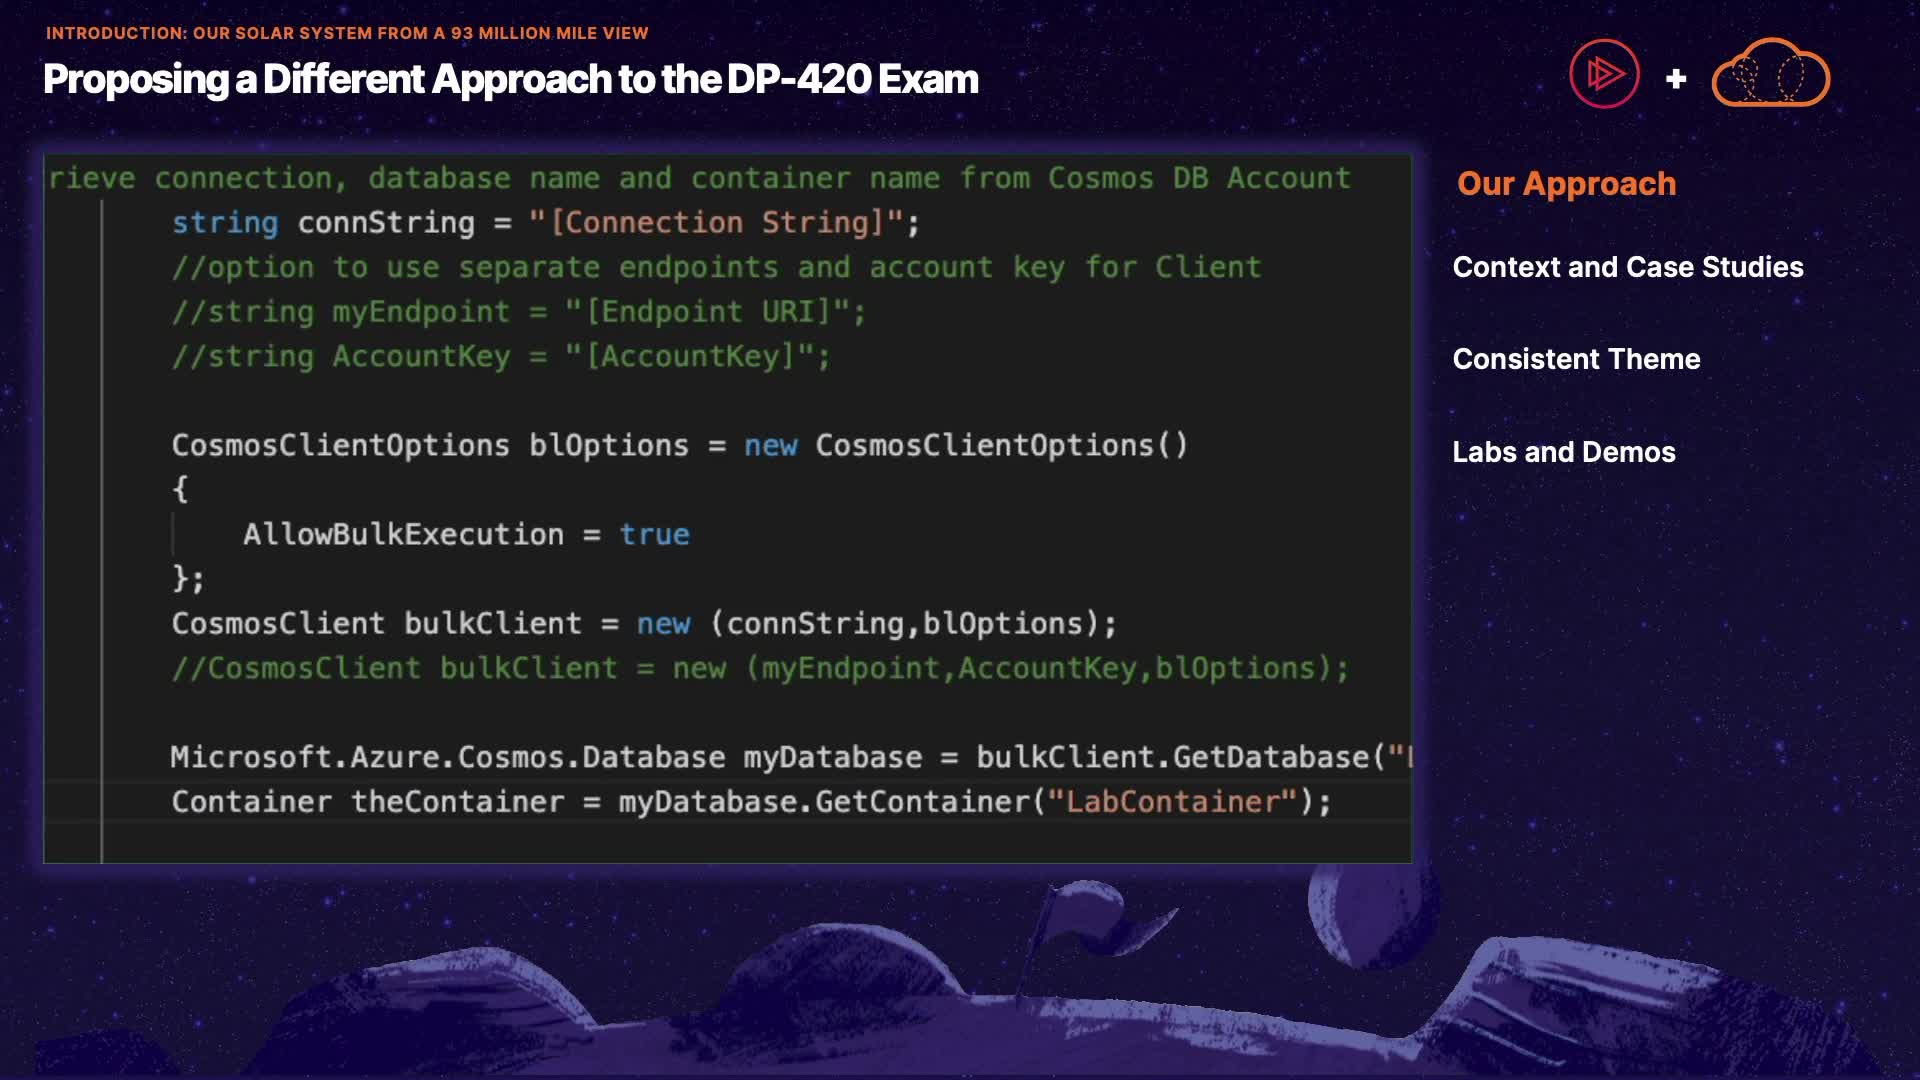 INTRODUCTION: OUR SOLAR SYSTEM FROM A 93 MILLION MILE VIEW
Proposing a Different Approach to the DP-420 Exam
rieve connection, database name and container name from Cosmos DB Account
string connString = "[Connection String]";
//option to use separate endpoints and account key for Client
//string myEndpoint = "[Endpoint URI]";
//string AccountKey = "[AccountKey]";
CosmosClientOptions blOptions = new CosmosClientOptions()
{
AllowBulkExecution = true
};
CosmosClient bulkClient = new (connString,blOptions);
//CosmosClient bulkClient = new (myEndpoint,AccountKey,blOptions);
Microsoft.Azure.Cosmos.Database myDatabase = bulkClient.GetDatabase("
Container theContainer = myDatabase.GetContainer("LabContainer");
+
Our Approach
Context and Case Studies
Consistent Theme
Labs and Demos